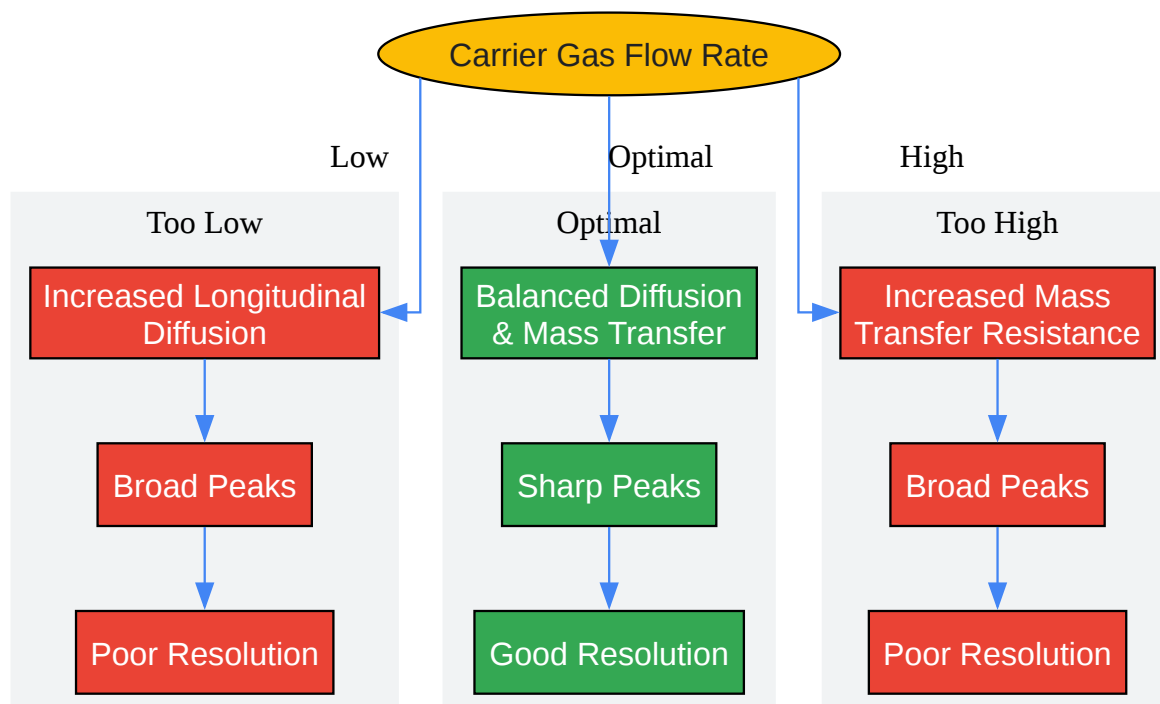 Carrier Gas Flow Rate
Low
Optimal
High
Too Low
Optimal
Too High
Increased Longitudinal
Diffusion
Balanced Diffusion
& Mass Transfer
Increased Mass
Transfer Resistance
Broad Peaks
Sharp Peaks
Broad Peaks
Poor Resolution
Good Resolution
Poor Resolution